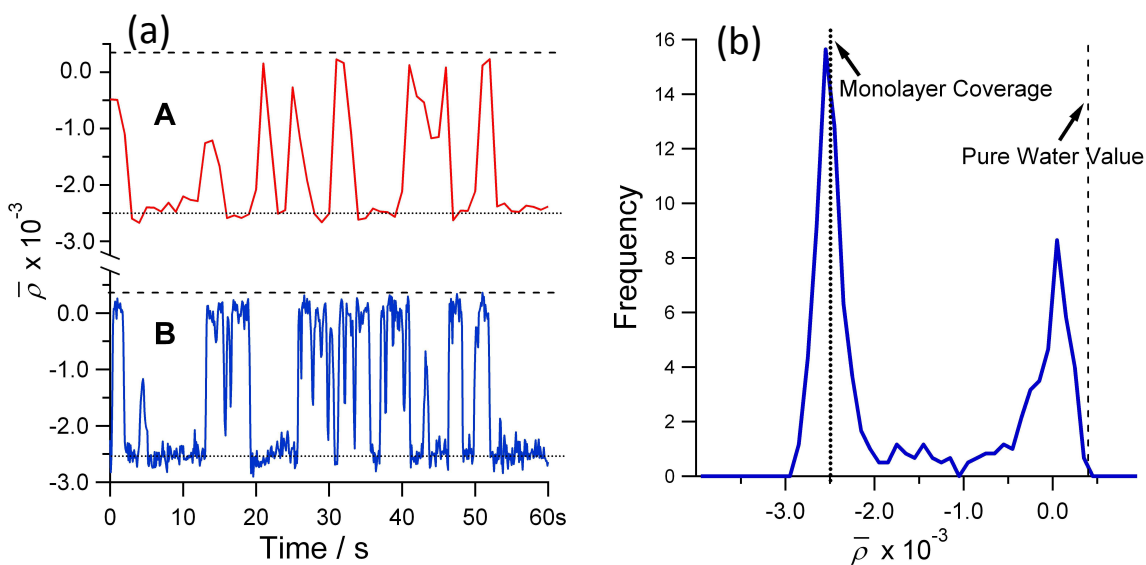 (a)
0.0
-1.0
-2.0
-3.0
A
0.0
-1.0
-2.0
-3.0
B
ρ̅ x 10⁻³
0 10 20 30 40 50 60s
Time / s
(b)
16
14
12
10
8
6
4
2
0
Frequency
Monolayer Coverage
Pure Water Value
-3.0 -2.0 -1.0 0.0
ρ̅ x 10⁻³